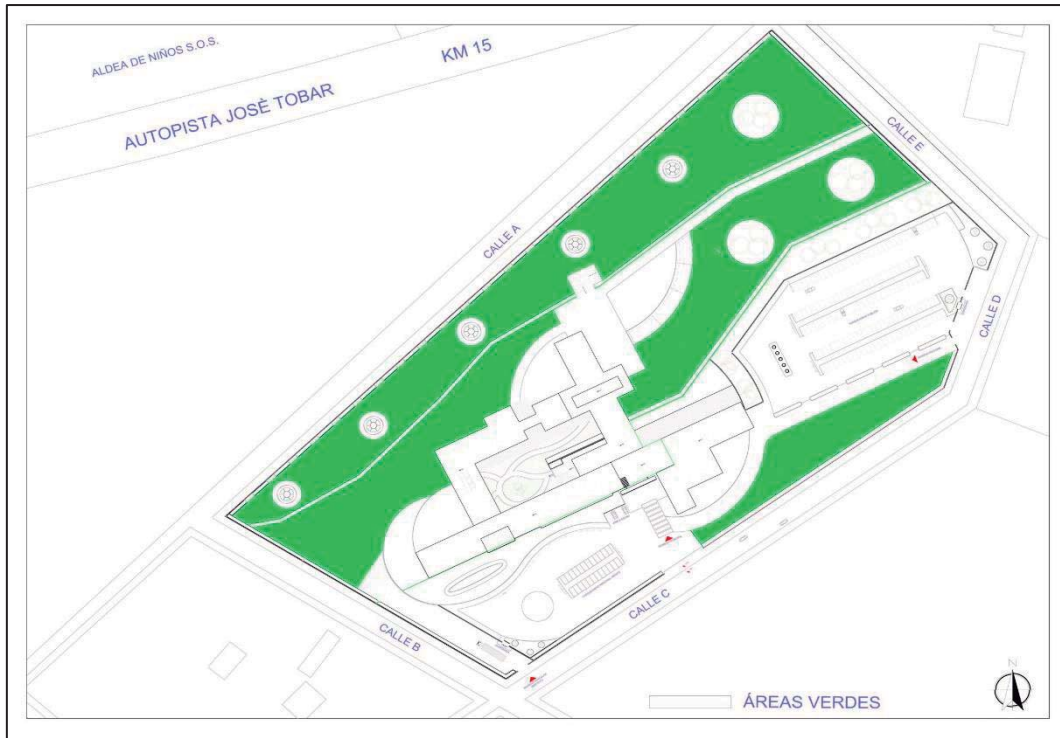 ALDEA DE NIÑOS S.O.S.
KM 15
AUTOPISTA JOSÈ TOBAR
CALLE E
CALLE A
CALLE D
CALLE C
CALLE B
N
ÁREAS VERDES